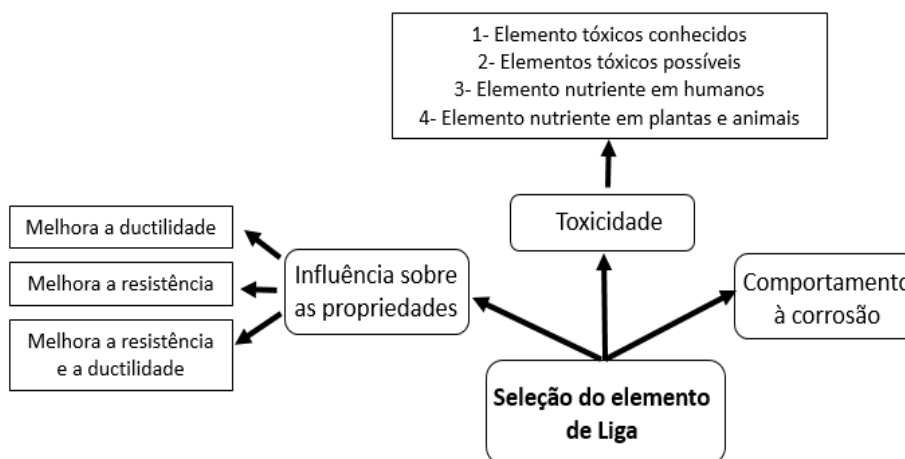 1- Elemento tóxicos conhecidos
2- Elementos tóxicos possíveis
3- Elemento nutriente em humanos
4- Elemento nutriente em plantas e animais
Toxicidade
Melhora a ductilidade
Melhora a resistência
Melhora a resistência
e a ductilidade
Influência sobre
as propriedades
Comportamento
à corrosão
Seleção do elemento
de Liga